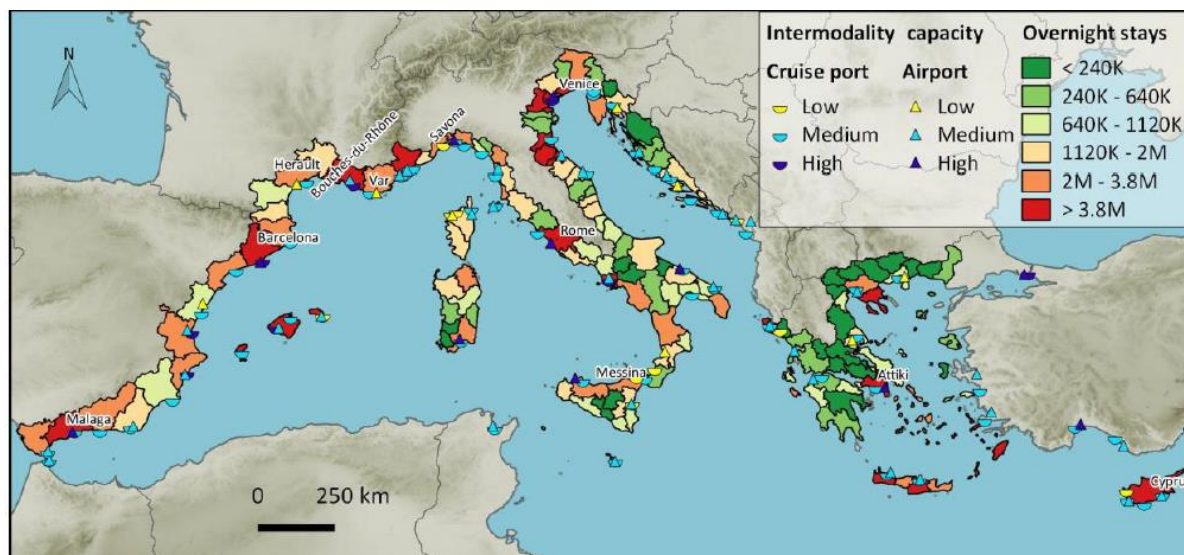 Intermodality capacity
Cruise port
Airport
Low
Low
Medium
Medium
High
High
Overnight stays
< 240K
240K - 640K
640K - 1120K
1120K - 2M
2M - 3.8M
> 3.8M
N
Venice
Savona
Bouches-du-Rhône
Herault
Var
Barcelona
Rome
Messina
Attiki
Malaga
Cypru
0 250 km